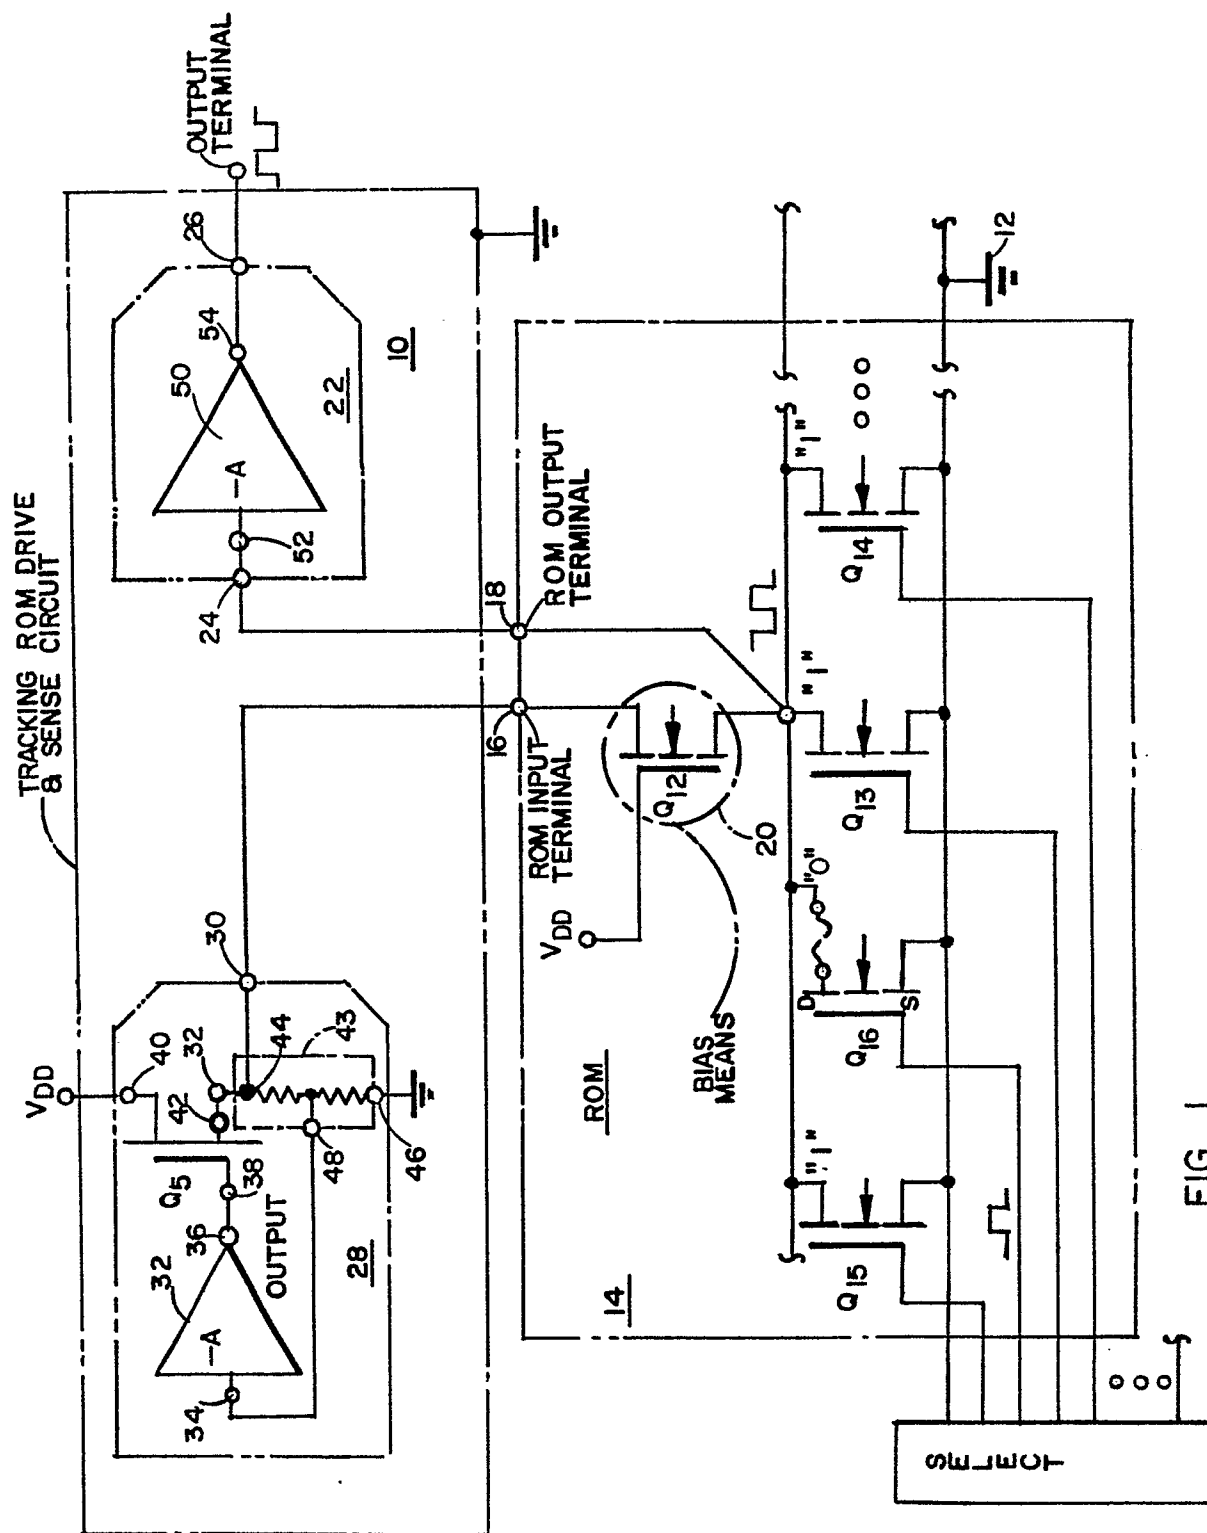 TRACKING ROM DRIVE
& SENSE CIRCUIT
VDD
40
Q5
42
32
44
43
30
32
-A
34
36
38
OUTPUT
48
46
28
OUTPUT
TERMINAL
26
54
50
-A
52
24
22
10
16
ROM INPUT
TERMINAL
18
ROM OUTPUT
TERMINAL
VDD
Q12
20
BIAS
MEANS
ROM
14
"1"
"0"
"1"
"1"
D
S
Q15
Q16
Q13
Q14
12
SELECT
FIG 1